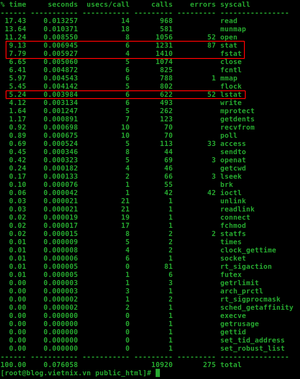 % time seconds usecs/call calls errors syscall
------ ----------- ----------- --------- --------- ----------------
17.43 0.013257 14 968 read
13.64 0.010371 18 581 munmap
11.24 0.008550 8 1056 52 open
9.13 0.006945 6 1231 87 stat
7.79 0.005927 4 1410 fstat
6.65 0.005060 5 1074 close
6.41 0.004872 6 825 fcntl
5.97 0.004543 6 788 1 mmap
5.45 0.004142 5 802 flock
5.24 0.003984 6 622 52 lstat
4.12 0.003134 6 493 write
1.64 0.001247 5 262 mprotect
1.17 0.000891 7 123 getdents
0.92 0.000698 10 70 recvfrom
0.89 0.000675 10 70 poll
0.69 0.000524 5 113 33 access
0.45 0.000346 8 44 sendto
0.42 0.000323 5 69 3 openat
0.24 0.000182 4 46 getcwd
0.17 0.000133 2 66 3 lseek
0.10 0.000076 1 55 brk
0.06 0.000042 1 42 42 ioctl
0.03 0.000021 21 1 unlink
0.03 0.000021 21 1 readlink
0.02 0.000019 19 1 connect
0.02 0.000017 17 1 fchmod
0.02 0.000015 8 2 2 statfs
0.01 0.000009 5 2 times
0.01 0.000008 4 2 clock_gettime
0.01 0.000006 6 1 socket
0.01 0.000005 0 81 rt_sigaction
0.01 0.000005 1 6 futex
0.00 0.000003 1 3 getrlimit
0.00 0.000003 3 1 arch_prctl
0.00 0.000002 1 2 rt_sigprocmask
0.00 0.000002 2 1 sched_getaffinity
0.00 0.000000 0 1 execve
0.00 0.000000 0 1 getrusage
0.00 0.000000 0 1 gettid
0.00 0.000000 0 1 set_tid_address
0.00 0.000000 0 1 set_robust_list
------ ----------- ----------- --------- --------- ----------------
100.00 0.076058 10920 275 total
[root@blog.vietnix.vn public_html]#